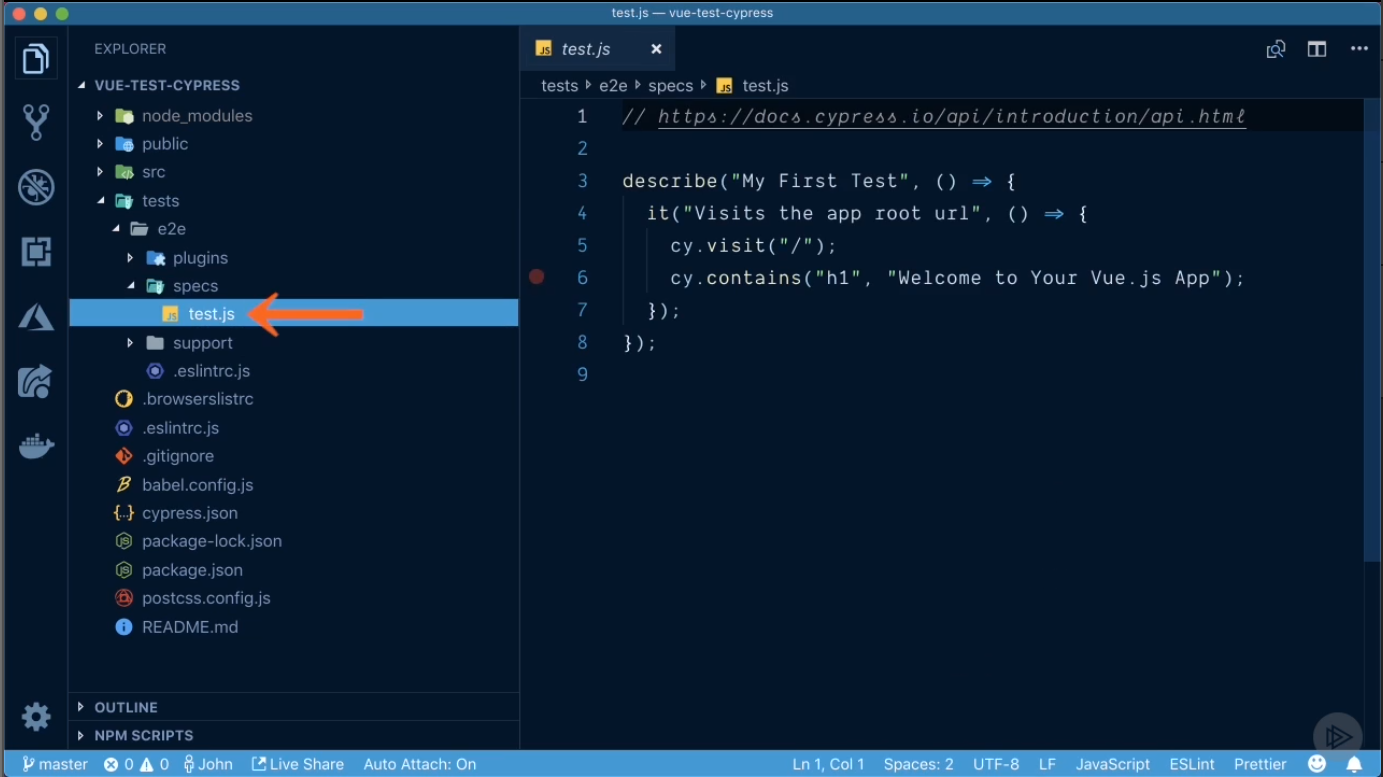 test.js — vue-test-cypress
EXPLORER
VUE-TEST-CYPRESS
node_modules
public
src
tests
e2e
plugins
specs
test.js
support
.eslintrc.js
.browserslistrc
.eslintrc.js
.gitignore
babel.config.js
cypress.json
package-lock.json
package.json
postcss.config.js
README.md
OUTLINE
NPM SCRIPTS
JS test.js ×
tests e2e specs JS test.js
1 // https://docs.cypress.io/api/introduction/api.html
2
3 describe("My First Test", () => {
4 it("Visits the app root url", () => {
5 cy.visit("/");
6 cy.contains("h1", "Welcome to Your Vue.js App");
7 });
8 });
9
master 0 0 John Live Share Auto Attach: On Ln 1, Col 1 Spaces: 2 UTF-8 LF JavaScript ESLint Prettier